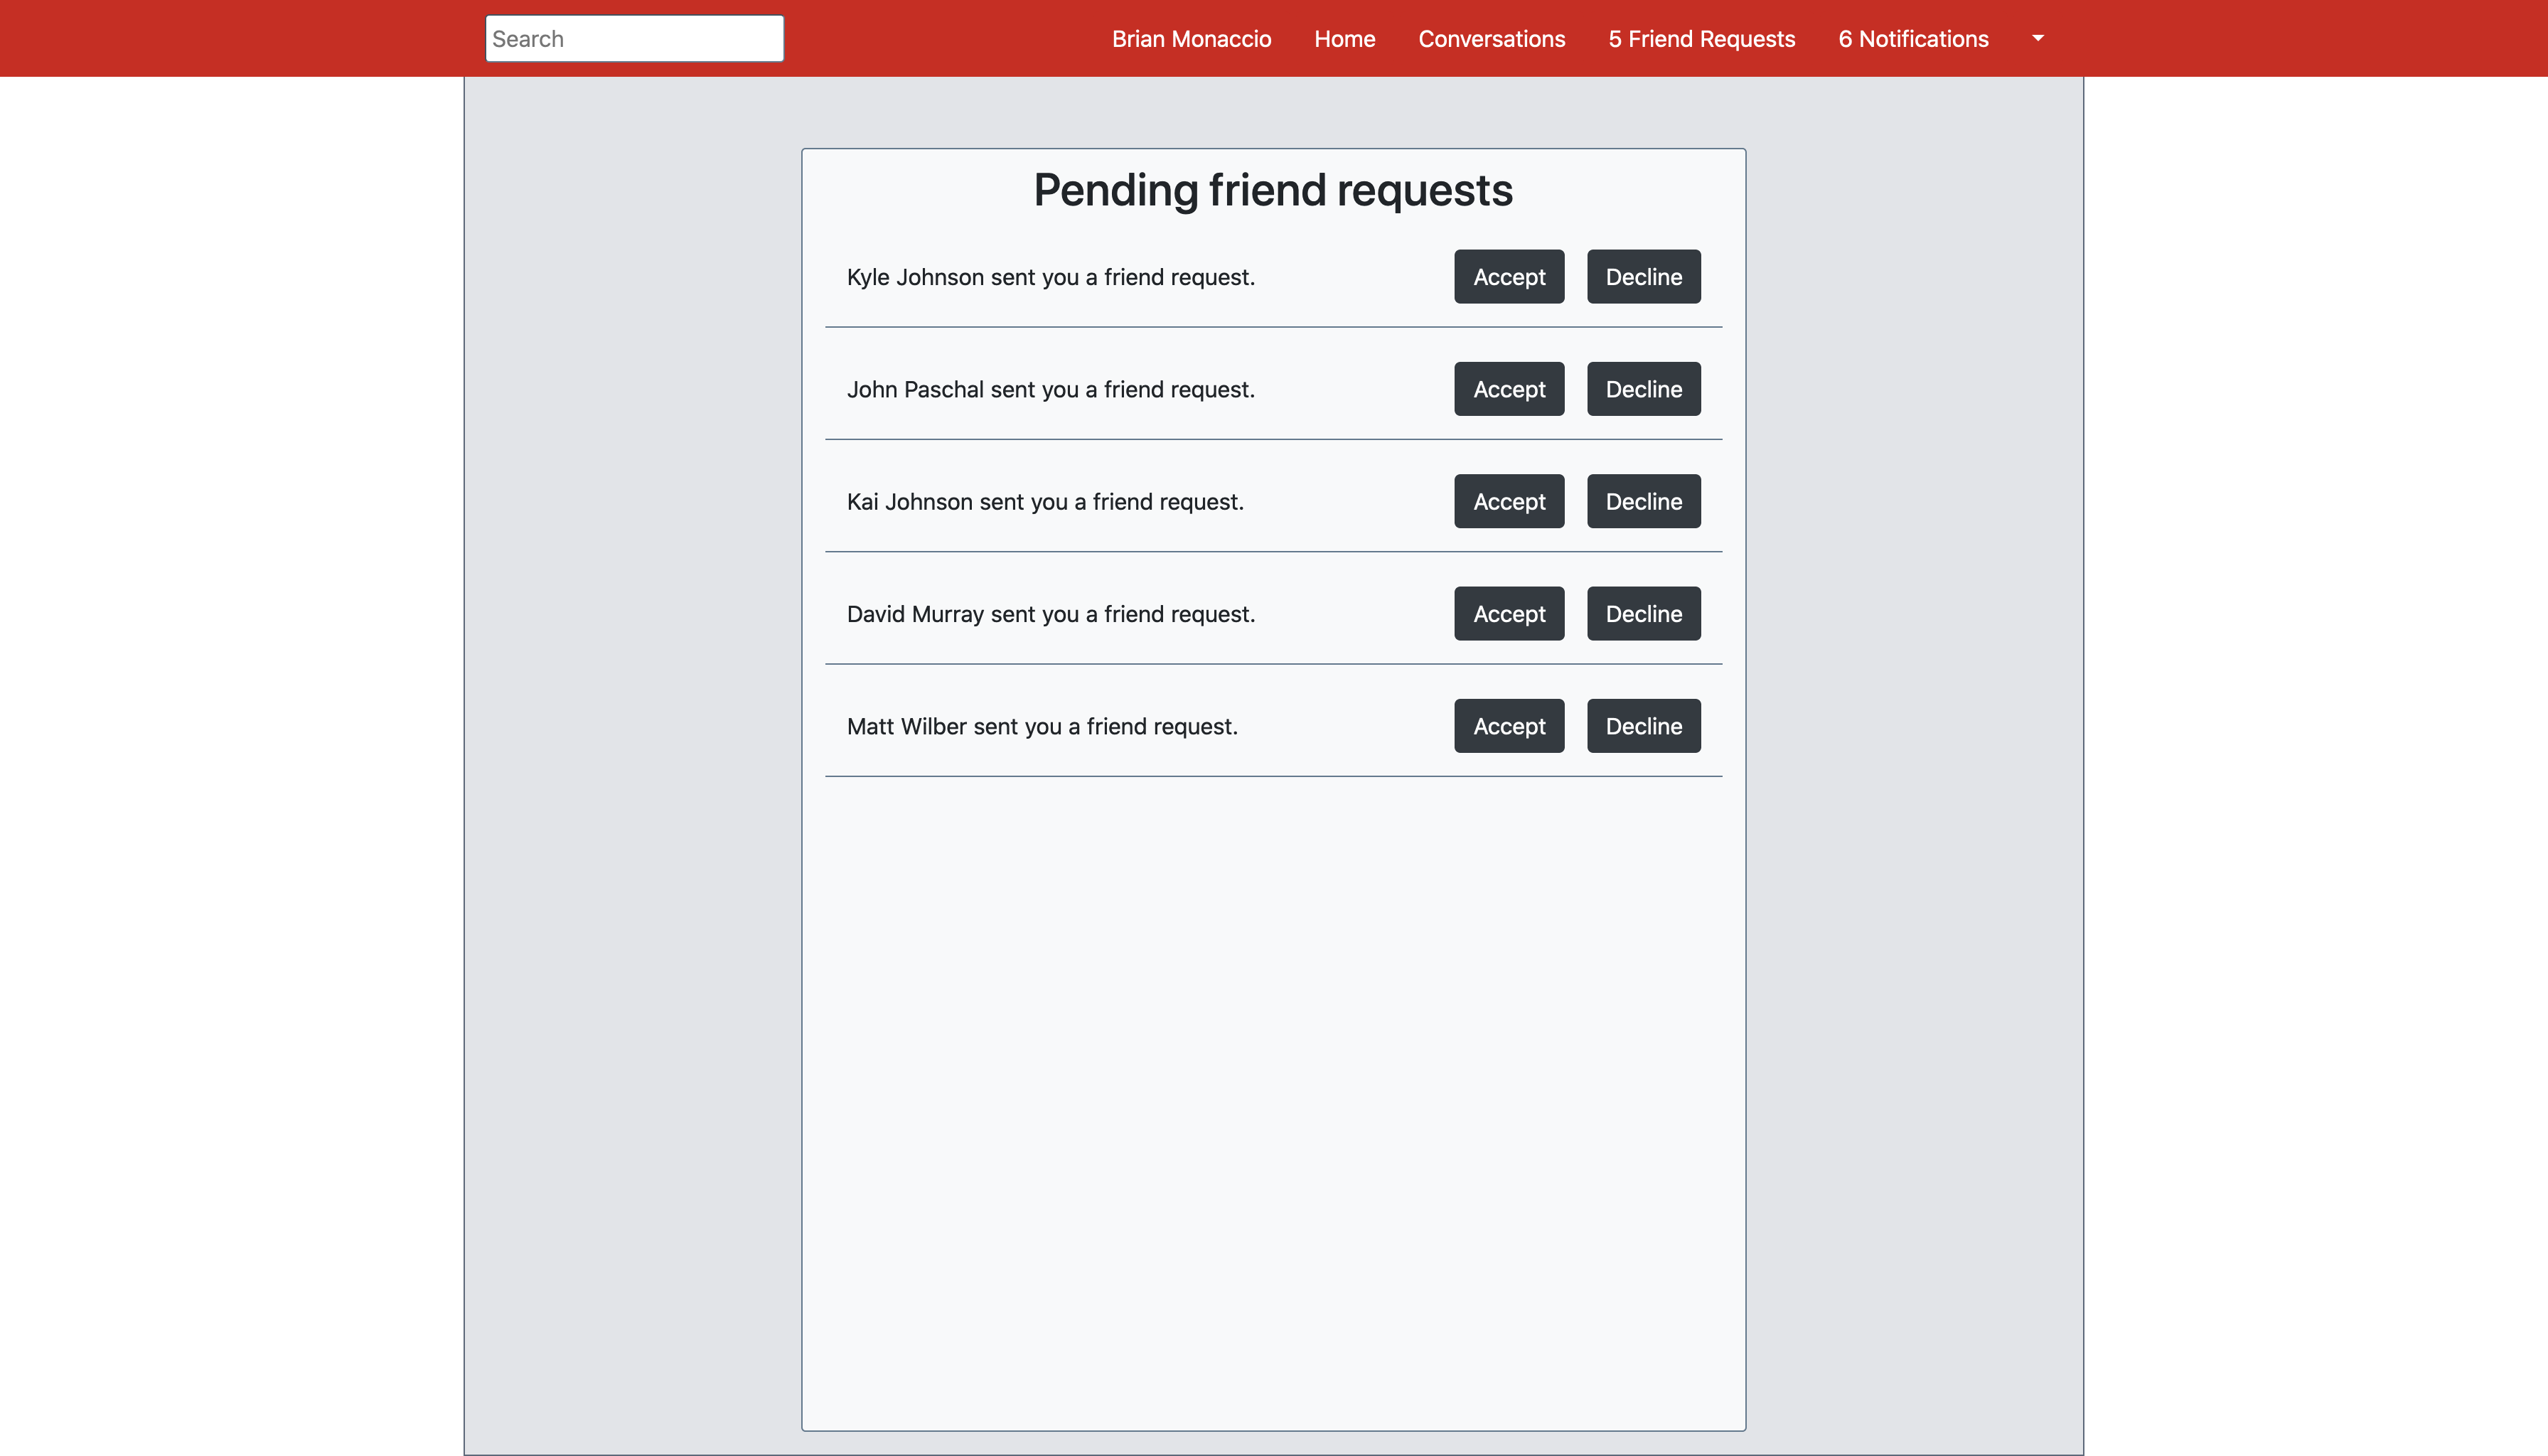 Search Brian Monaccio Home Conversations 5 Friend Requests 6 Notifications
Pending friend requests
Kyle Johnson sent you a friend request. Accept Decline
John Paschal sent you a friend request. Accept Decline
Kai Johnson sent you a friend request. Accept Decline
David Murray sent you a friend request. Accept Decline
Matt Wilber sent you a friend request. Accept Decline